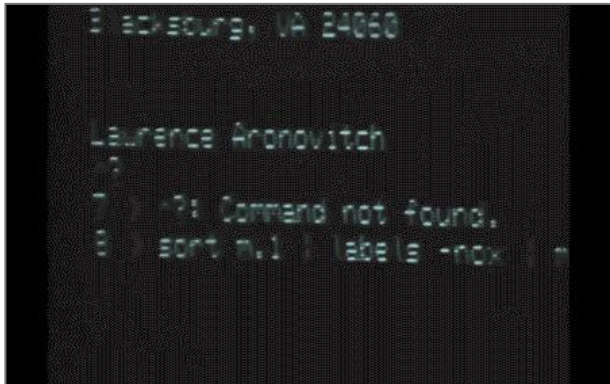 Blacksburg, VA 24060
Laurence Aronovitch
^?
7 > ^?: Command not found.
8 > sort m.1 | labels -nox | m